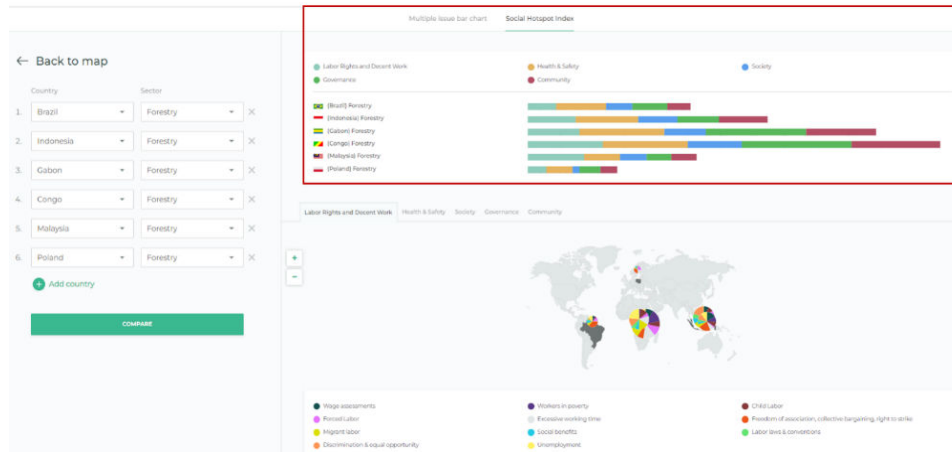 Multiple issue bar chart Social Hotspot Index
← Back to map
Country Sector
1. Brazil Forestry
2. Indonesia Forestry
3. Gabon Forestry
4. Congo Forestry
5. Malaysia Forestry
6. Poland Forestry
Add country
COMPARE
Labor Rights and Decent Work Health & Safety Society
Governance Community
(Brazil) Forestry
(Indonesia) Forestry
(Gabon) Forestry
(Congo) Forestry
(Malaysia) Forestry
(Poland) Forestry
Labor Rights and Decent Work Health & Safety Society Governance Community
Wage assessments Workers in poverty Child Labor
Forced Labor Excessive working time Freedom of association, collective bargaining, right to strike
Migrant labor Social benefits Labor laws & conventions
Discrimination & equal opportunity Unemployment